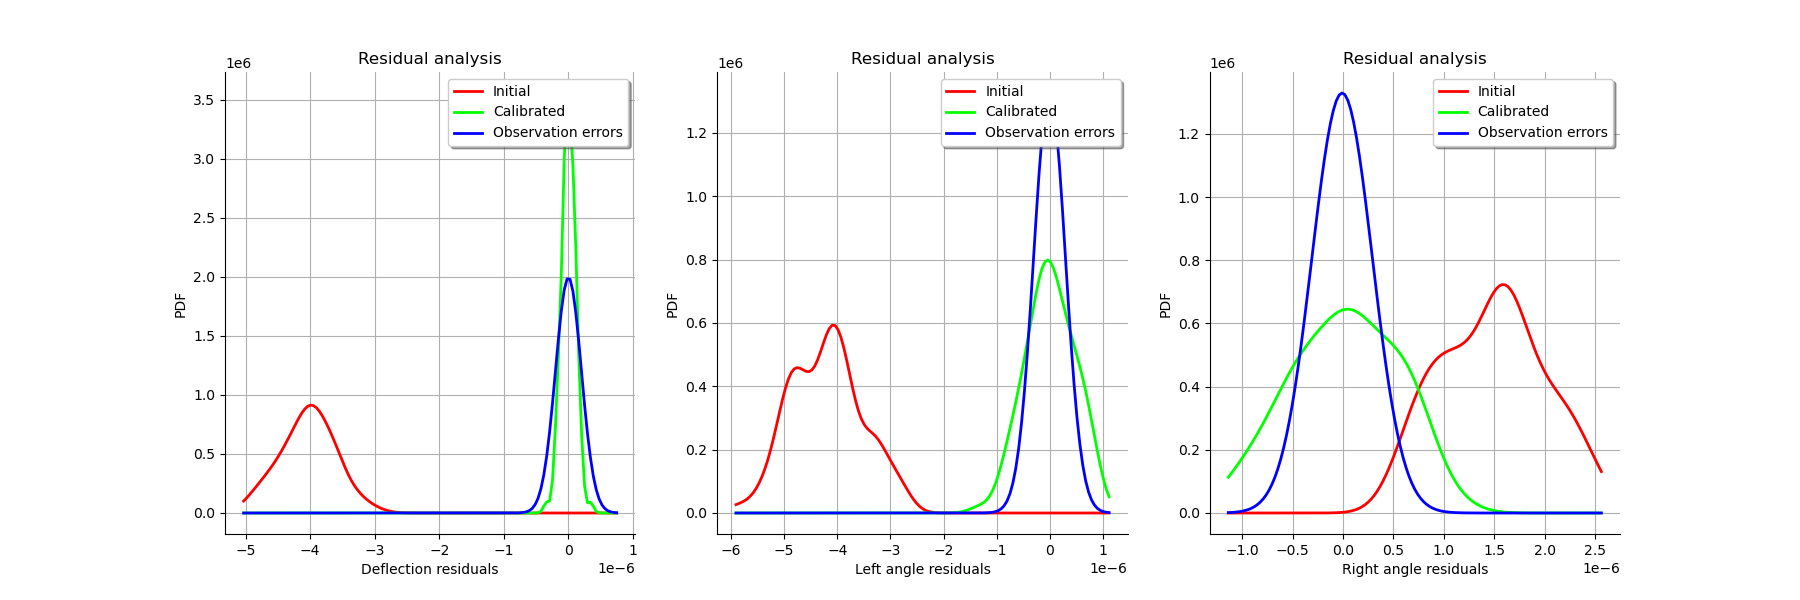 Residual analysis
1e6
Initial
Calibrated
Observation errors
3.5
3.0
2.5
2.0
1.5
1.0
0.5
0.0
PDF
−5 −4 −3 −2 −1 0 1
Deflection residuals
1e−6
Residual analysis
1e6
Initial
Calibrated
Observation errors
1.2
1.0
0.8
0.6
0.4
0.2
0.0
PDF
−6 −5 −4 −3 −2 −1 0 1
Left angle residuals
1e−6
Residual analysis
1e6
Initial
Calibrated
Observation errors
1.2
1.0
0.8
0.6
0.4
0.2
0.0
PDF
−1.0 −0.5 0.0 0.5 1.0 1.5 2.0 2.5
Right angle residuals
1e−6